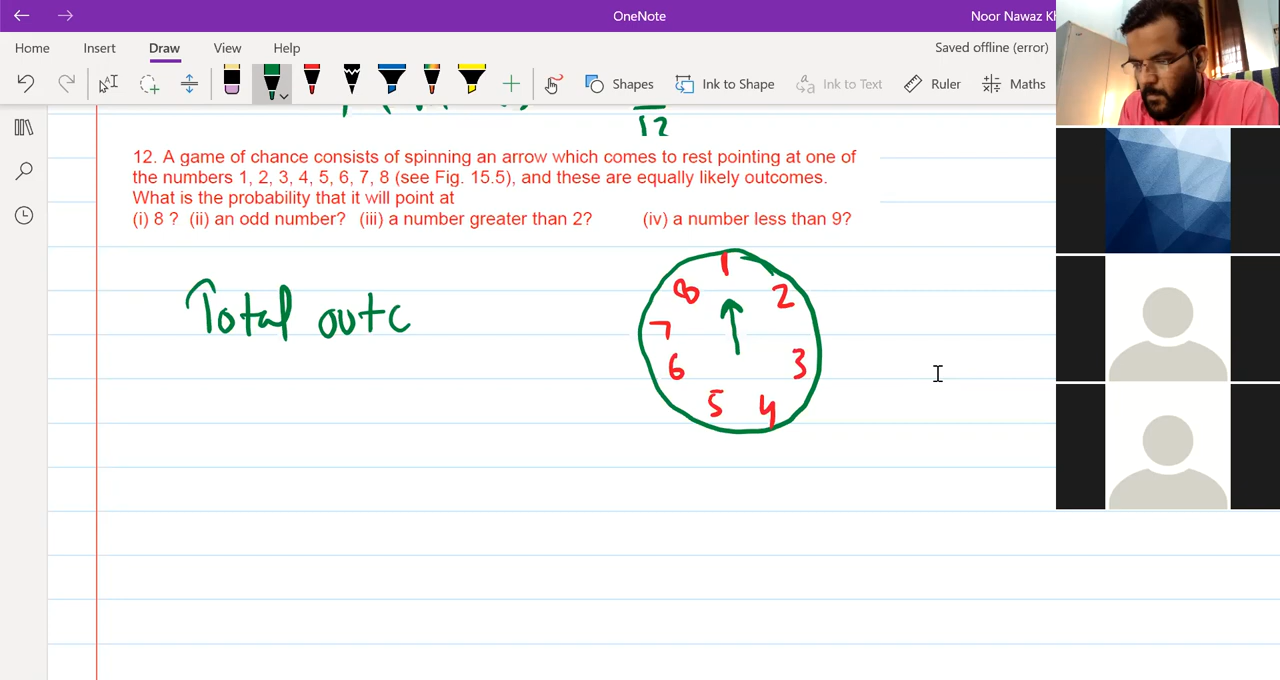 OneNote
Noor Nawaz Kh
Home Insert Draw View Help
Saved offline (error)
Shapes Ink to Shape Ink to Text Ruler Maths
12
12. A game of chance consists of spinning an arrow which comes to rest pointing at one of
the numbers 1, 2, 3, 4, 5, 6, 7, 8 (see Fig. 15.5), and these are equally likely outcomes.
What is the probability that it will point at
(i) 8 ? (ii) an odd number? (iii) a number greater than 2? (iv) a number less than 9?
Total outc
1
2
3
4
5
6
7
8